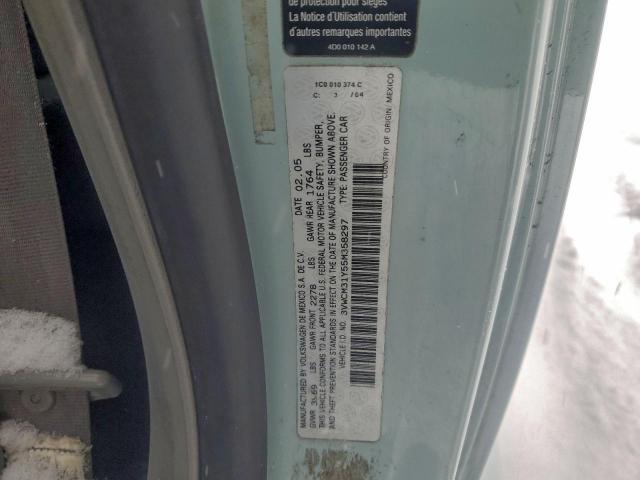 de protection pour sièges
La Notice d'Utilisation contient
d'autres remarques importantes
4D0 010 142 A
1C0 010 374 C
C: 3 /04
MANUFACTURED BY VOLKSWAGEN DE MEXICO S.A. DE C.V. DATE 02.05
GVWR LBS GAWR FRONT 2278 LBS GAWR REAR 1764 LBS
THIS VEHICLE CONFORMS TO ALL APPLICABLE U.S. FEDERAL MOTOR VEHICLE SAFETY, BUMPER,
AND THEFT PREVENTION STANDARDS IN EFFECT ON THE DATE OF MANUFACTURE SHOWN ABOVE.
VEHICLE I.D. NO. 3VWCM31Y55M358297 TYPE: PASSENGER CAR
COUNTRY OF ORIGIN: MEXICO